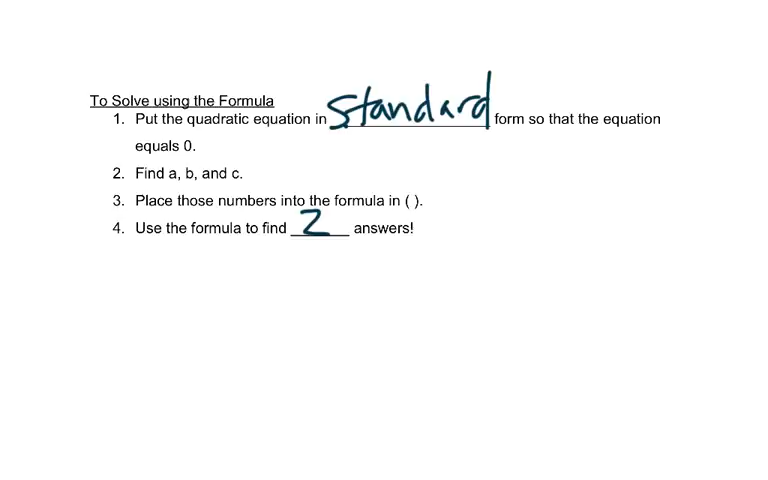 To Solve using the Formula
1. Put the quadratic equation in standard form so that the equation
equals 0.
2. Find a, b, and c.
3. Place those numbers into the formula in ( ).
4. Use the formula to find 2 answers!